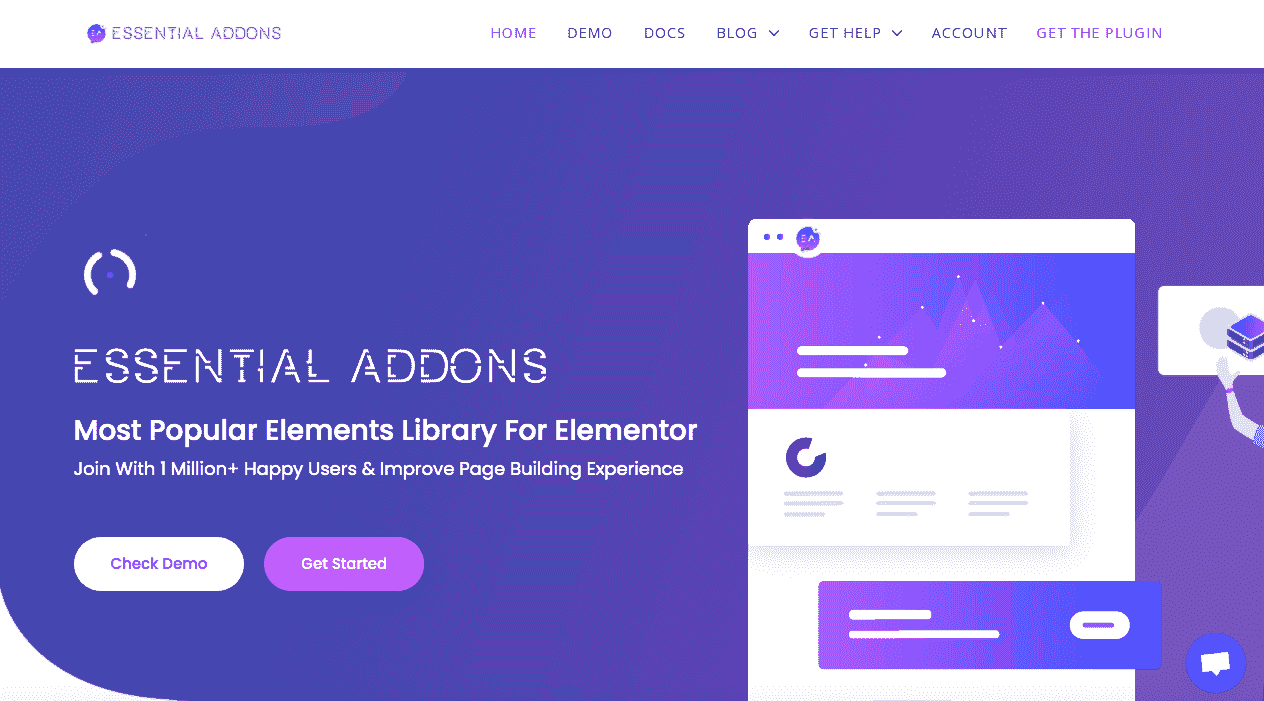 EA ESSENTIAL ADDONS
HOME DEMO DOCS BLOG GET HELP ACCOUNT GET THE PLUGIN
EA
ESSENTIAL ADDONS
Most Popular Elements Library For Elementor
Join With 1 Million+ Happy Users & Improve Page Building Experience
Check Demo
Get Started